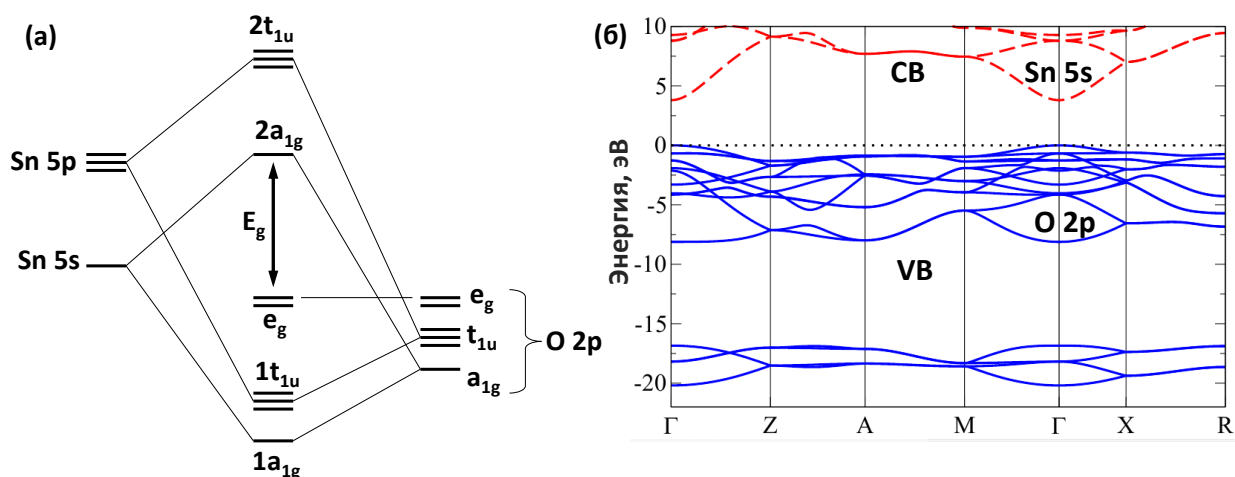 (а)
2t1u
Sn 5p
2a1g
Eg
Sn 5s
eg
eg
t1u
O 2p
a1g
1t1u
1a1g
(б)
Энергия, эВ
10
5
0
-5
-10
-15
-20
CB
Sn 5s
O 2p
VB
Γ Z A M Γ X R